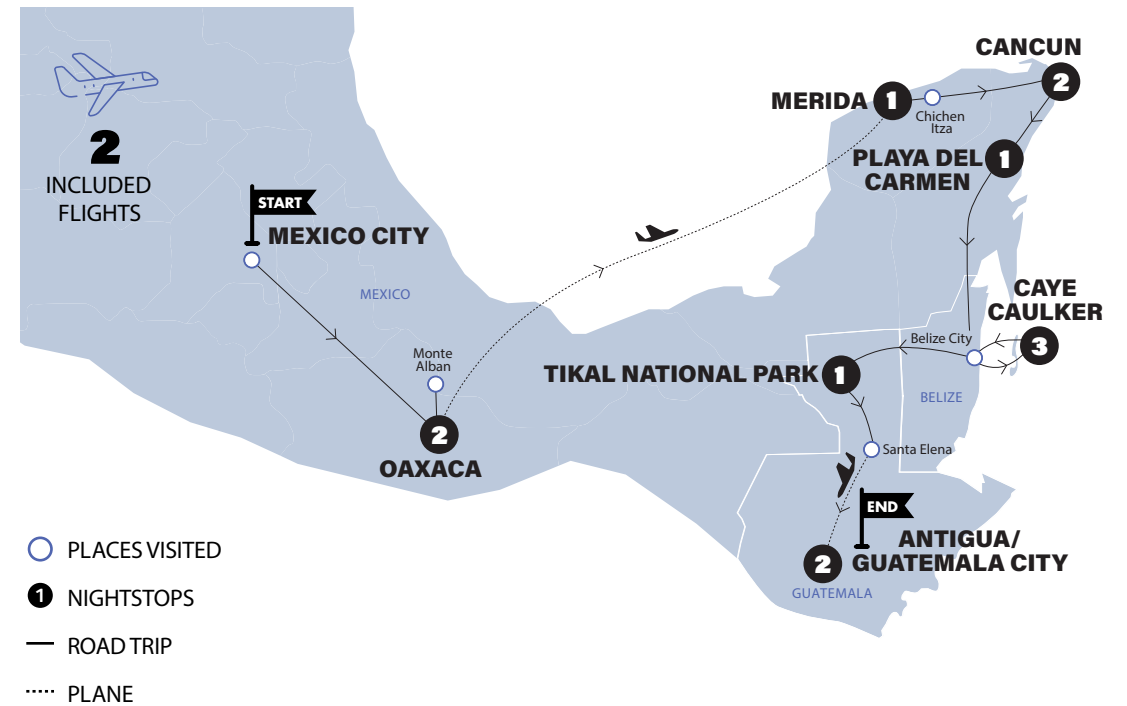 2
INCLUDED
FLIGHTS
START
MEXICO CITY
MEXICO
Monte
Alban
2
OAXACA
MERIDA
1
Chichen
Itza
CANCUN
2
PLAYA DEL
CARMEN
1
CAYE
CAULKER
3
Belize City
TIKAL NATIONAL PARK
1
BELIZE
Santa Elena
END
ANTIGUA/
GUATEMALA CITY
2
GUATEMALA
PLACES VISITED
1 NIGHTSTOPS
ROAD TRIP
PLANE